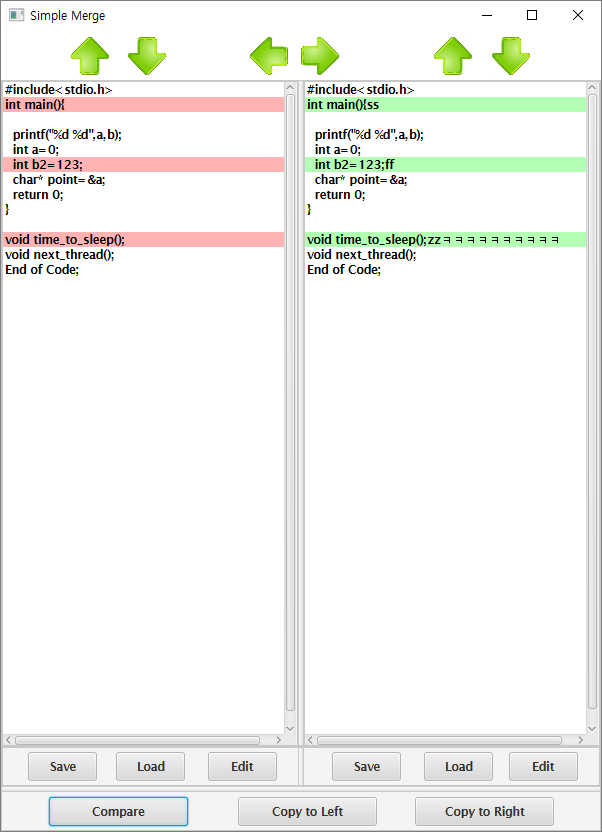 Simple Merge
#include<stdio.h>
int main(){
printf("%d %d",a,b);
int a=0;
int b2=123;
char* point=&a;
return 0;
}
void time_to_sleep();
void next_thread();
End of Code;
#include<stdio.h>
int main(){ss
printf("%d %d",a,b);
int a=0;
int b2=123;ff
char* point=&a;
return 0;
}
void time_to_sleep();zzㅋㅋㅋㅋㅋㅋㅋㅋㅋㅋ
void next_thread();
End of Code;
Save Load Edit
Save Load Edit
Compare Copy to Left Copy to Right